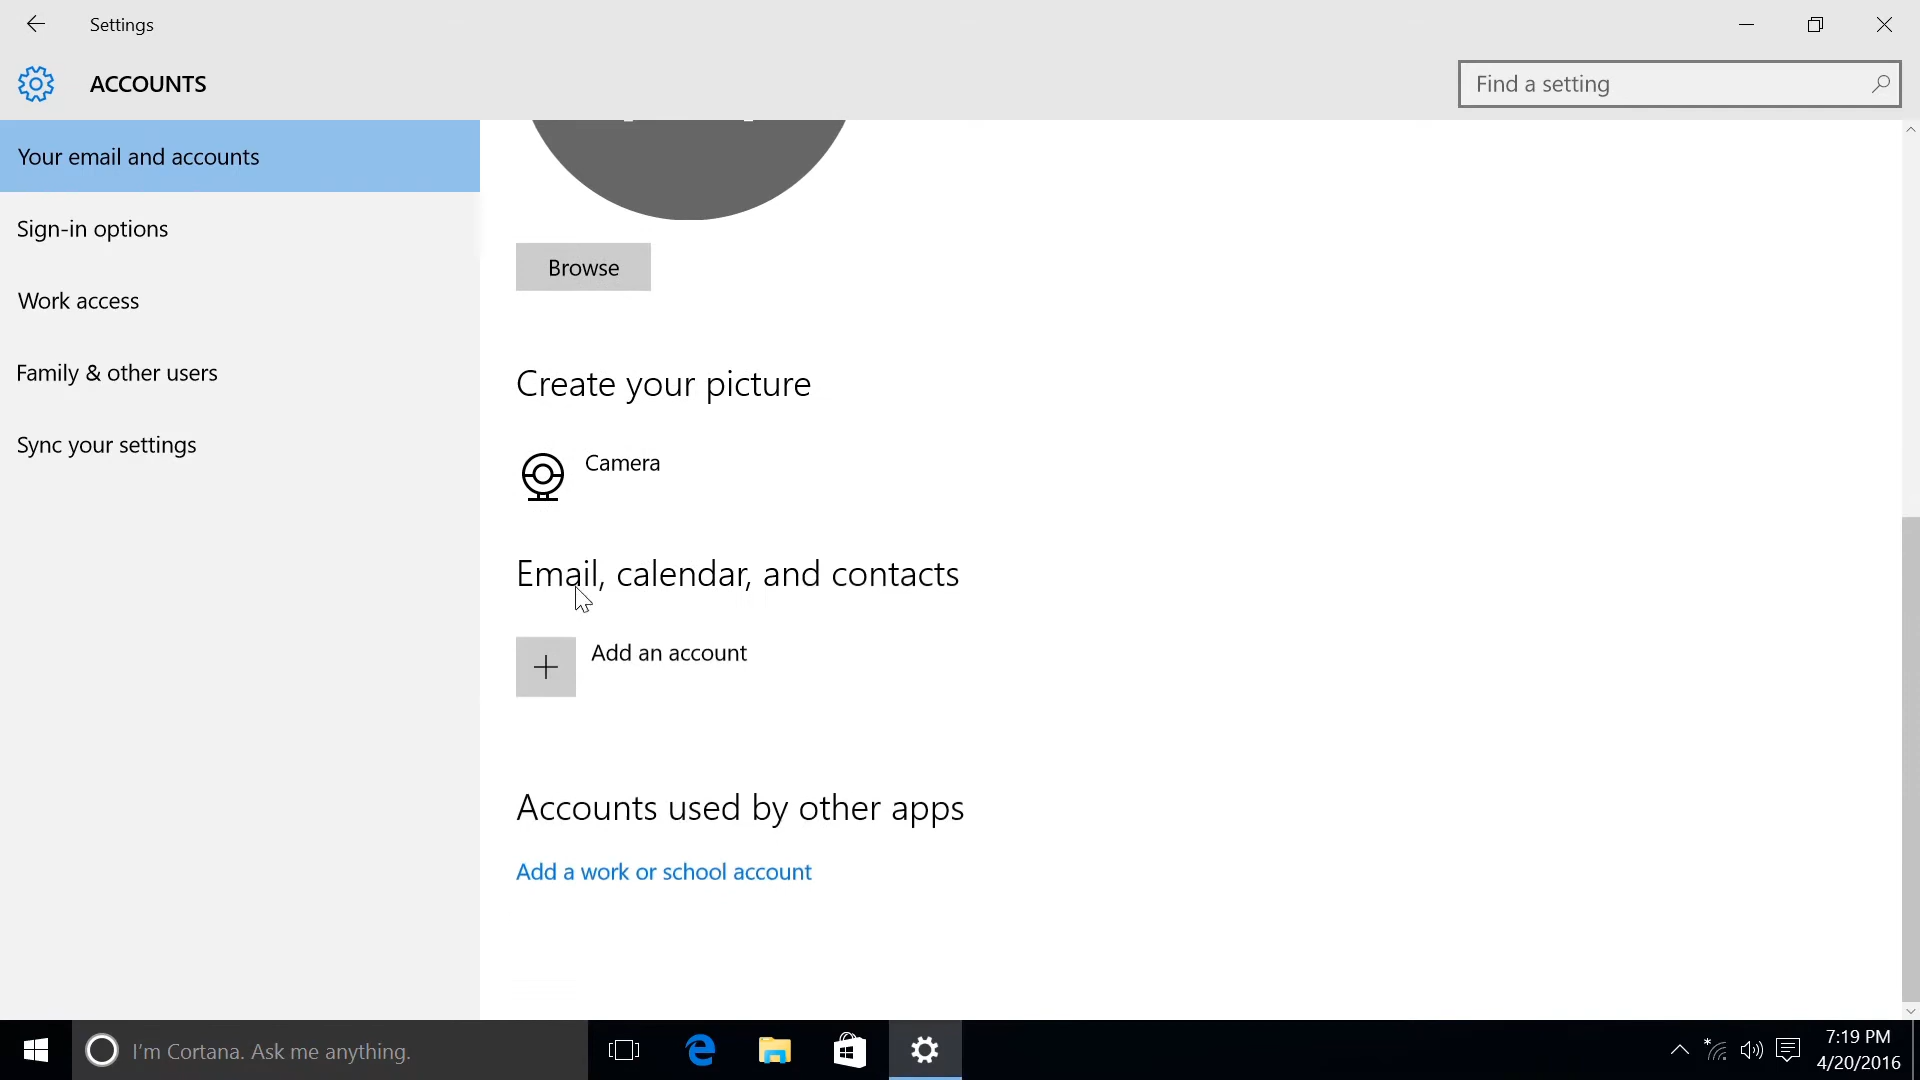 Settings
ACCOUNTS
Find a setting
Your email and accounts
Sign-in options
Work access
Family & other users
Sync your settings
Browse
Create your picture
Camera
Email, calendar, and contacts
Add an account
Accounts used by other apps
Add a work or school account
I'm Cortana. Ask me anything.
7:19 PM
4/20/2016